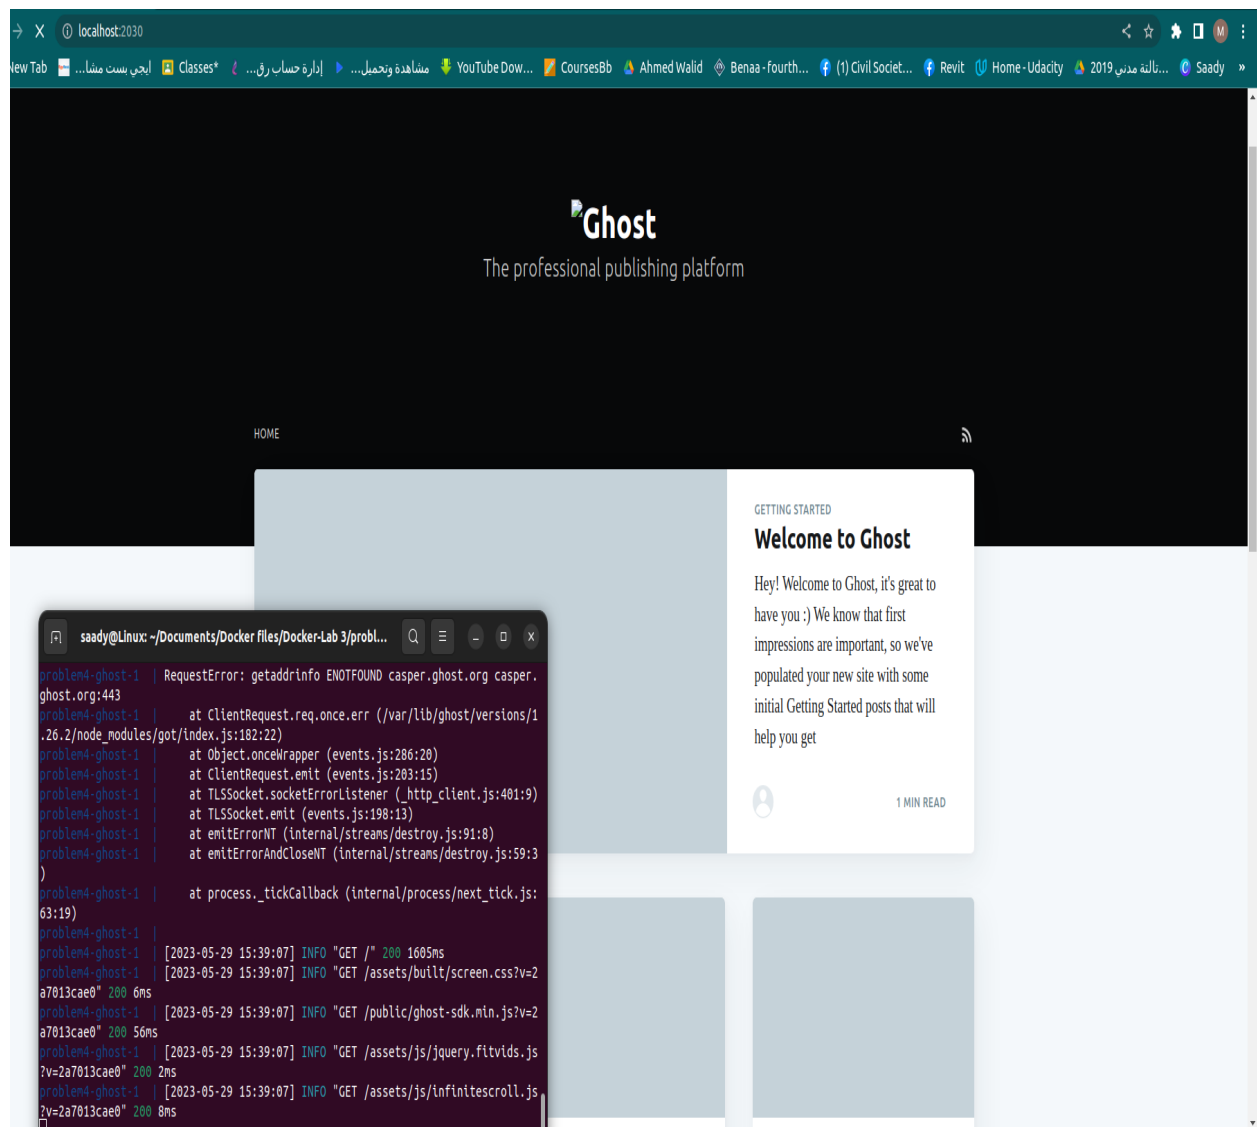 localhost:2030
M
New Tab ايجي بست مشا... Classes* إدارة حساب رق... مشاهدة وتحميل... YouTube Dow... CoursesBb Ahmed Walid Benaa - fourth... (1) Civil Societ... Revit Home - Udacity تالتة مدني 2019... Saady »
Ghost
The professional publishing platform
HOME
GETTING STARTED
Welcome to Ghost
Hey! Welcome to Ghost, it's great to
have you :) We know that first
impressions are important, so we've
populated your new site with some
initial Getting Started posts that will
help you get
1 MIN READ
saady@Linux: ~/Documents/Docker files/Docker-Lab 3/probl...
problem4-ghost-1 | RequestError: getaddrinfo ENOTFOUND casper.ghost.org casper.
ghost.org:443
problem4-ghost-1 | at ClientRequest.req.once.err (/var/lib/ghost/versions/1
.26.2/node_modules/got/index.js:182:22)
problem4-ghost-1 | at Object.onceWrapper (events.js:286:20)
problem4-ghost-1 | at ClientRequest.emit (events.js:203:15)
problem4-ghost-1 | at TLSSocket.socketErrorListener (_http_client.js:401:9)
problem4-ghost-1 | at TLSSocket.emit (events.js:198:13)
problem4-ghost-1 | at emitErrorNT (internal/streams/destroy.js:91:8)
problem4-ghost-1 | at emitErrorAndCloseNT (internal/streams/destroy.js:59:3
)
problem4-ghost-1 | at process._tickCallback (internal/process/next_tick.js:
63:19)
problem4-ghost-1 |
problem4-ghost-1 | [2023-05-29 15:39:07] INFO "GET /" 200 1605ms
problem4-ghost-1 | [2023-05-29 15:39:07] INFO "GET /assets/built/screen.css?v=2
a7013cae0" 200 6ms
problem4-ghost-1 | [2023-05-29 15:39:07] INFO "GET /public/ghost-sdk.min.js?v=2
a7013cae0" 200 56ms
problem4-ghost-1 | [2023-05-29 15:39:07] INFO "GET /assets/js/jquery.fitvids.js
?v=2a7013cae0" 200 2ms
problem4-ghost-1 | [2023-05-29 15:39:07] INFO "GET /assets/js/infinitescroll.js
?v=2a7013cae0" 200 8ms